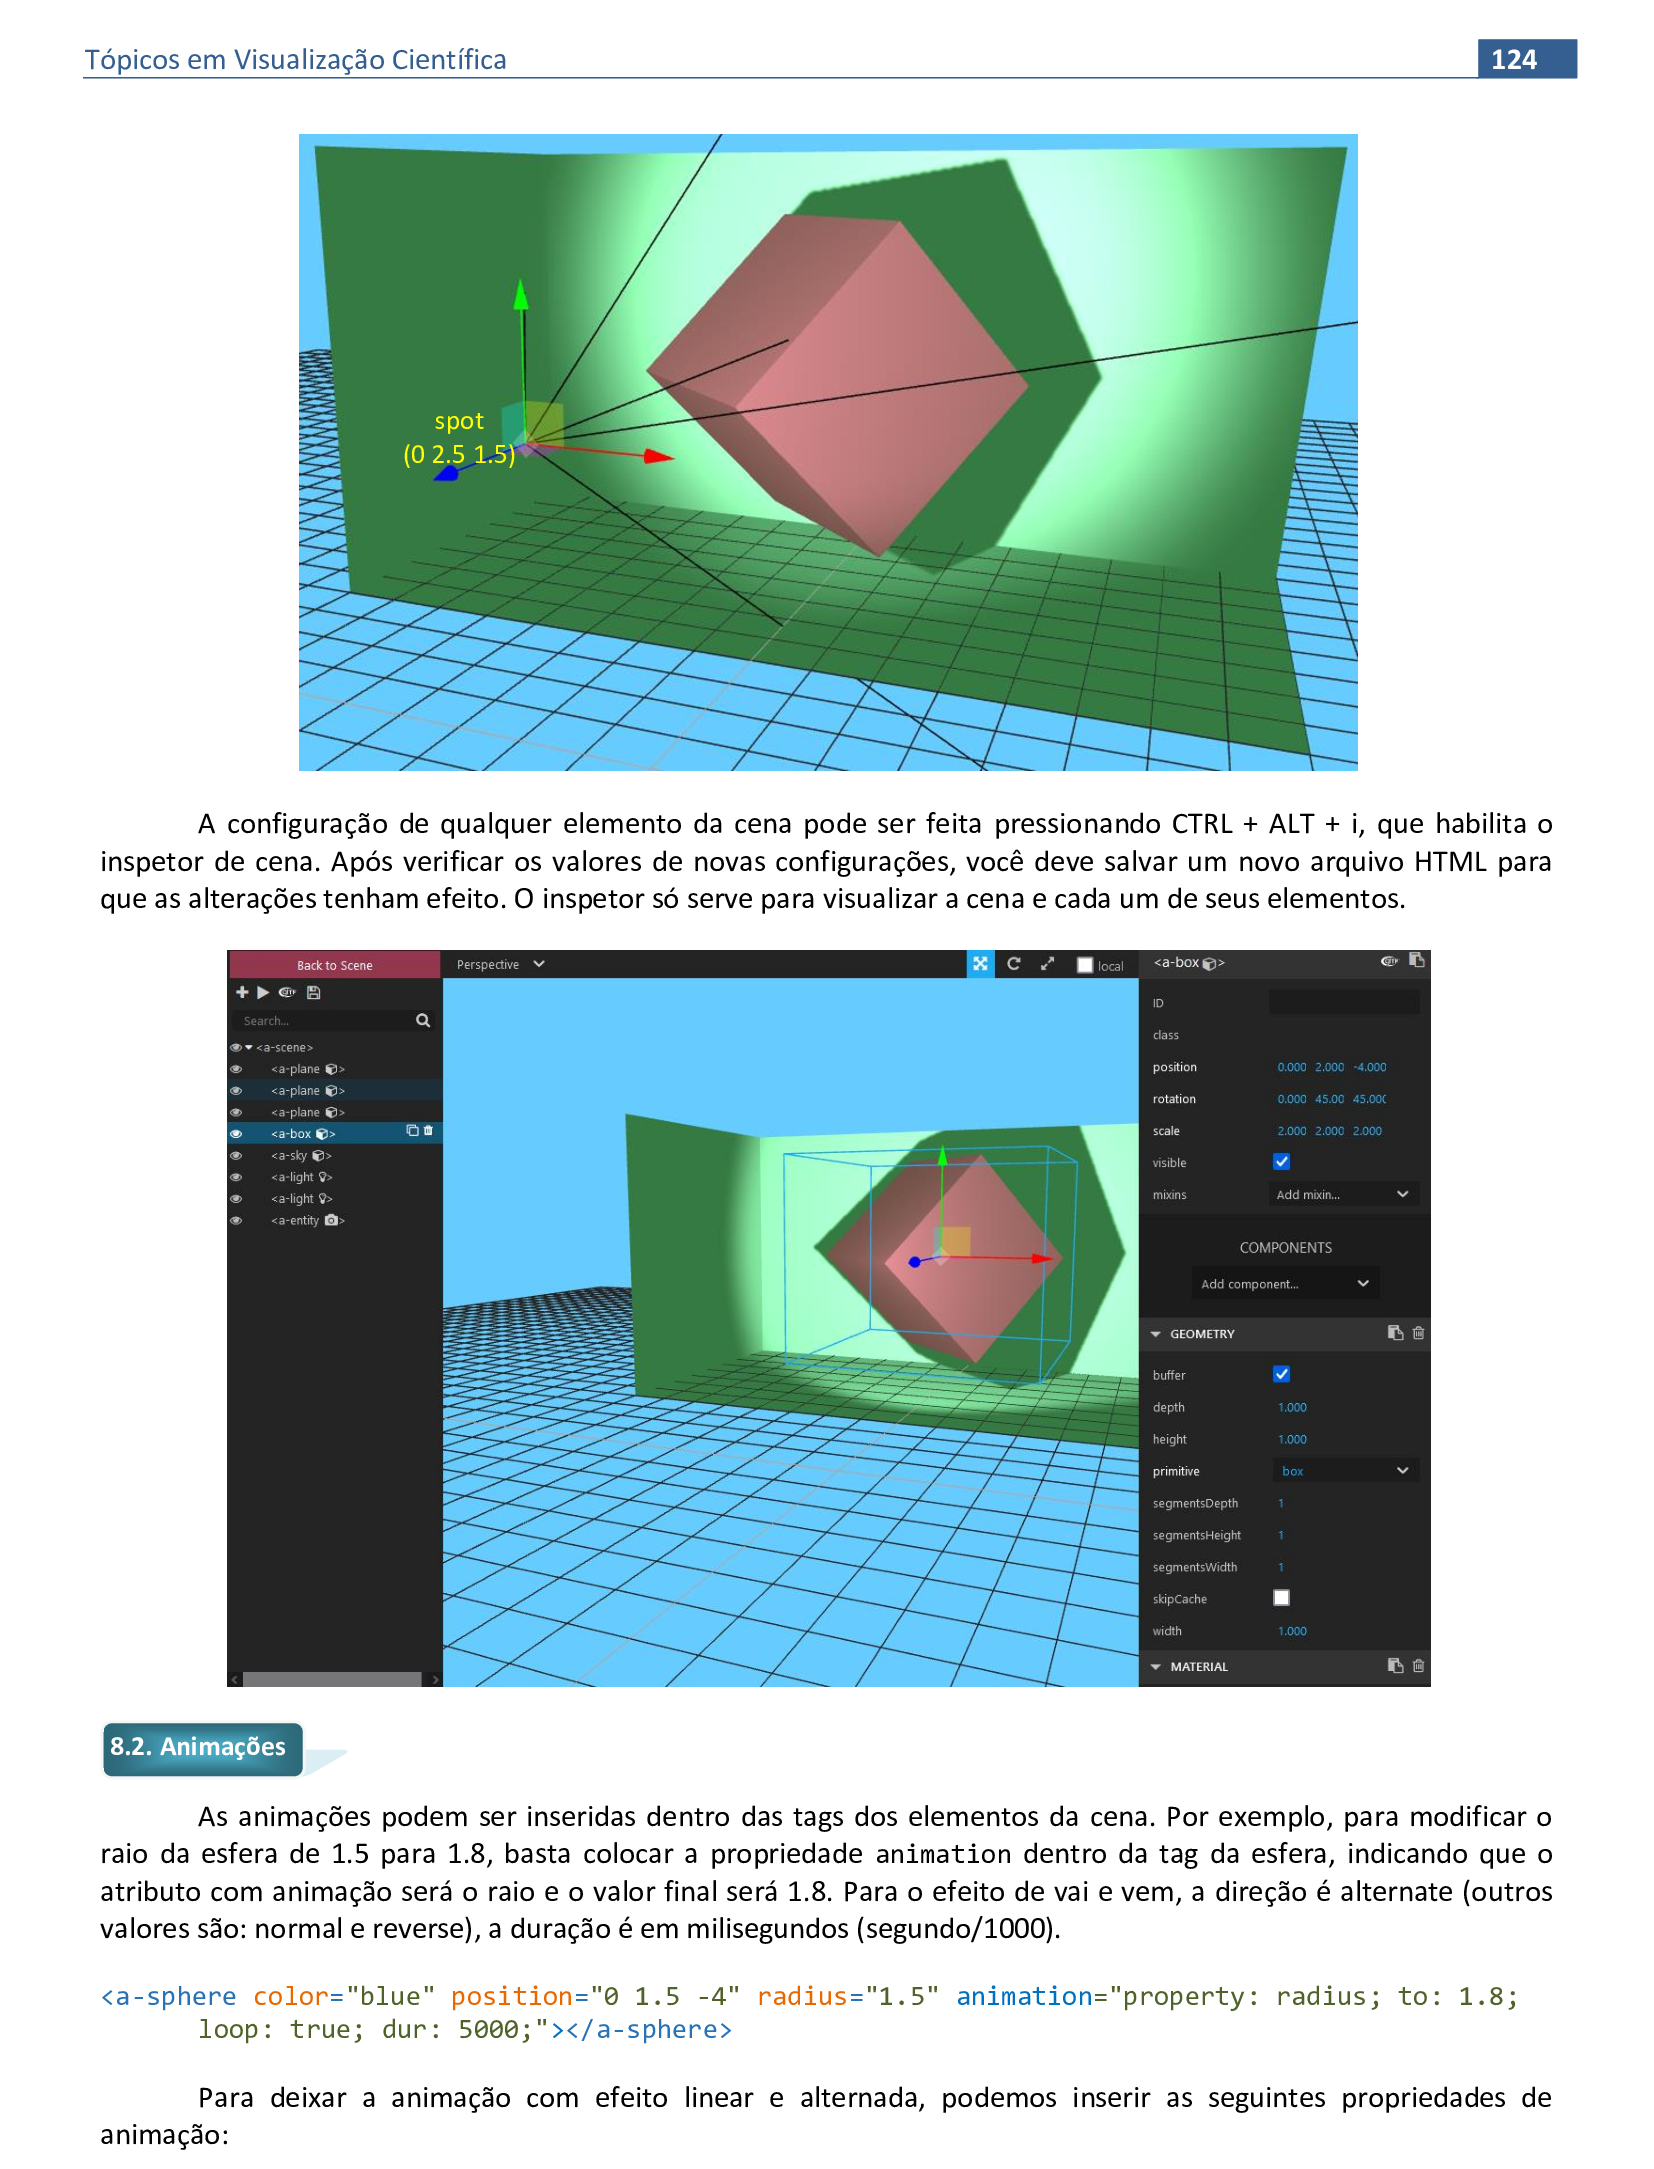 Tópicos em Visualização Científica 124
spot
(0 2.5 1.5)
A configuração de qualquer elemento da cena pode ser feita pressionando CTRL + ALT + i, que habilita o
inspetor de cena. Após verificar os valores de novas configurações, você deve salvar um novo arquivo HTML para
que as alterações tenham efeito. O inspetor só serve para visualizar a cena e cada um de seus elementos.
Back to Scene
Search...
<a-scene>
<a-plane >
<a-plane >
<a-plane >
<a-box >
<a-sky >
<a-light >
<a-light >
<a-entity >
Perspective
local
<a-box >
ID
class
position 0.000 2.000 -4.000
rotation 0.000 45.00 45.000
scale 2.000 2.000 2.000
visible
mixins Add mixin...
COMPONENTS
Add component...
GEOMETRY
buffer
depth 1.000
height 1.000
primitive box
segmentsDepth 1
segmentsHeight 1
segmentsWidth 1
skipCache
width 1.000
MATERIAL
8.2. Animações
As animações podem ser inseridas dentro das tags dos elementos da cena. Por exemplo, para modificar o
raio da esfera de 1.5 para 1.8, basta colocar a propriedade animation dentro da tag da esfera, indicando que o
atributo com animação será o raio e o valor final será 1.8. Para o efeito de vai e vem, a direção é alternate (outros
valores são: normal e reverse), a duração é em milisegundos (segundo/1000).
<a-sphere color="blue" position="0 1.5 -4" radius="1.5" animation="property: radius; to: 1.8;
loop: true; dur: 5000;"></a-sphere>
Para deixar a animação com efeito linear e alternada, podemos inserir as seguintes propriedades de
animação: